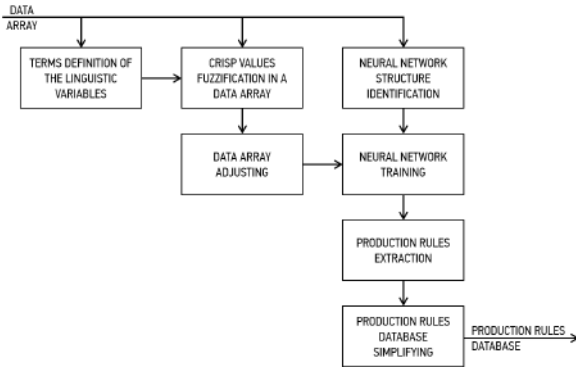 DATA
ARRAY
TERMS DEFINITION OF
THE LINGUISTIC
VARIABLES
CRISP VALUES
FUZZIFICATION IN A
DATA ARRAY
NEURAL NETWORK
STRUCTURE
IDENTIFICATION
DATA ARRAY
ADJUSTING
NEURAL NETWORK
TRAINING
PRODUCTION RULES
EXTRACTION
PRODUCTION RULES
DATABASE
SIMPLIFYING
PRODUCTION RULES
DATABASE